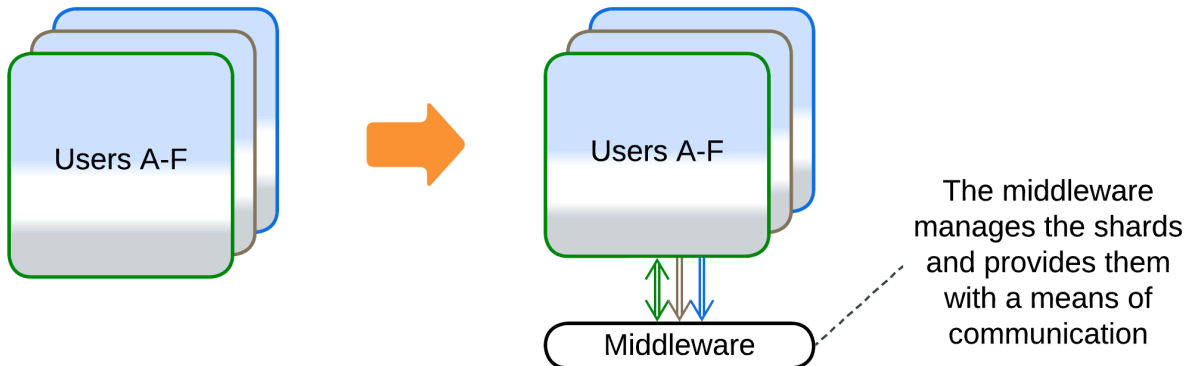 Users A-F
Users A-F
The middleware
manages the shards
and provides them
with a means of
communication
Middleware